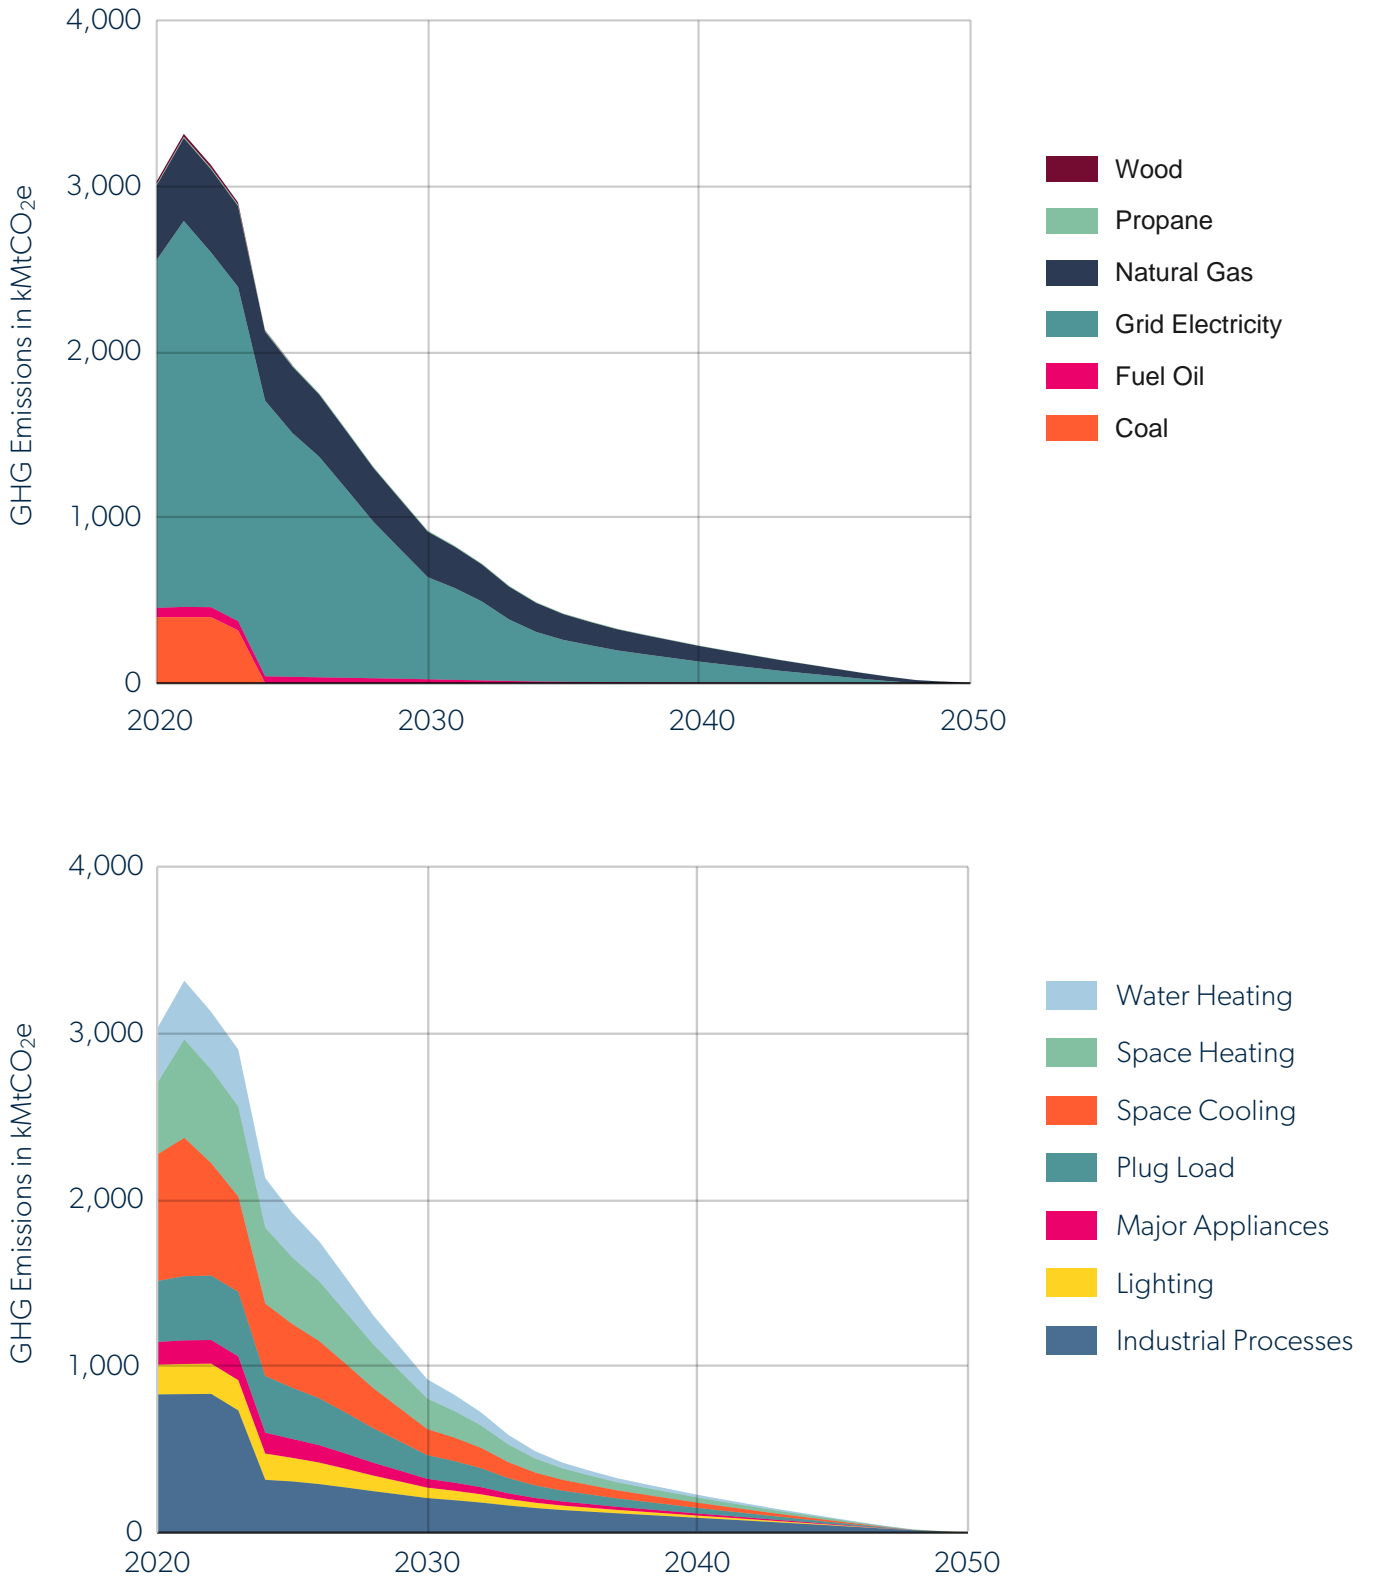 4,000
3,000
2,000
1,000
0
GHG Emissions in kMtCO₂e
2020 2030 2040 2050
Wood
Propane
Natural Gas
Grid Electricity
Fuel Oil
Coal
4,000
3,000
2,000
1,000
0
GHG Emissions in kMtCO₂e
2020 2030 2040 2050
Water Heating
Space Heating
Space Cooling
Plug Load
Major Appliances
Lighting
Industrial Processes